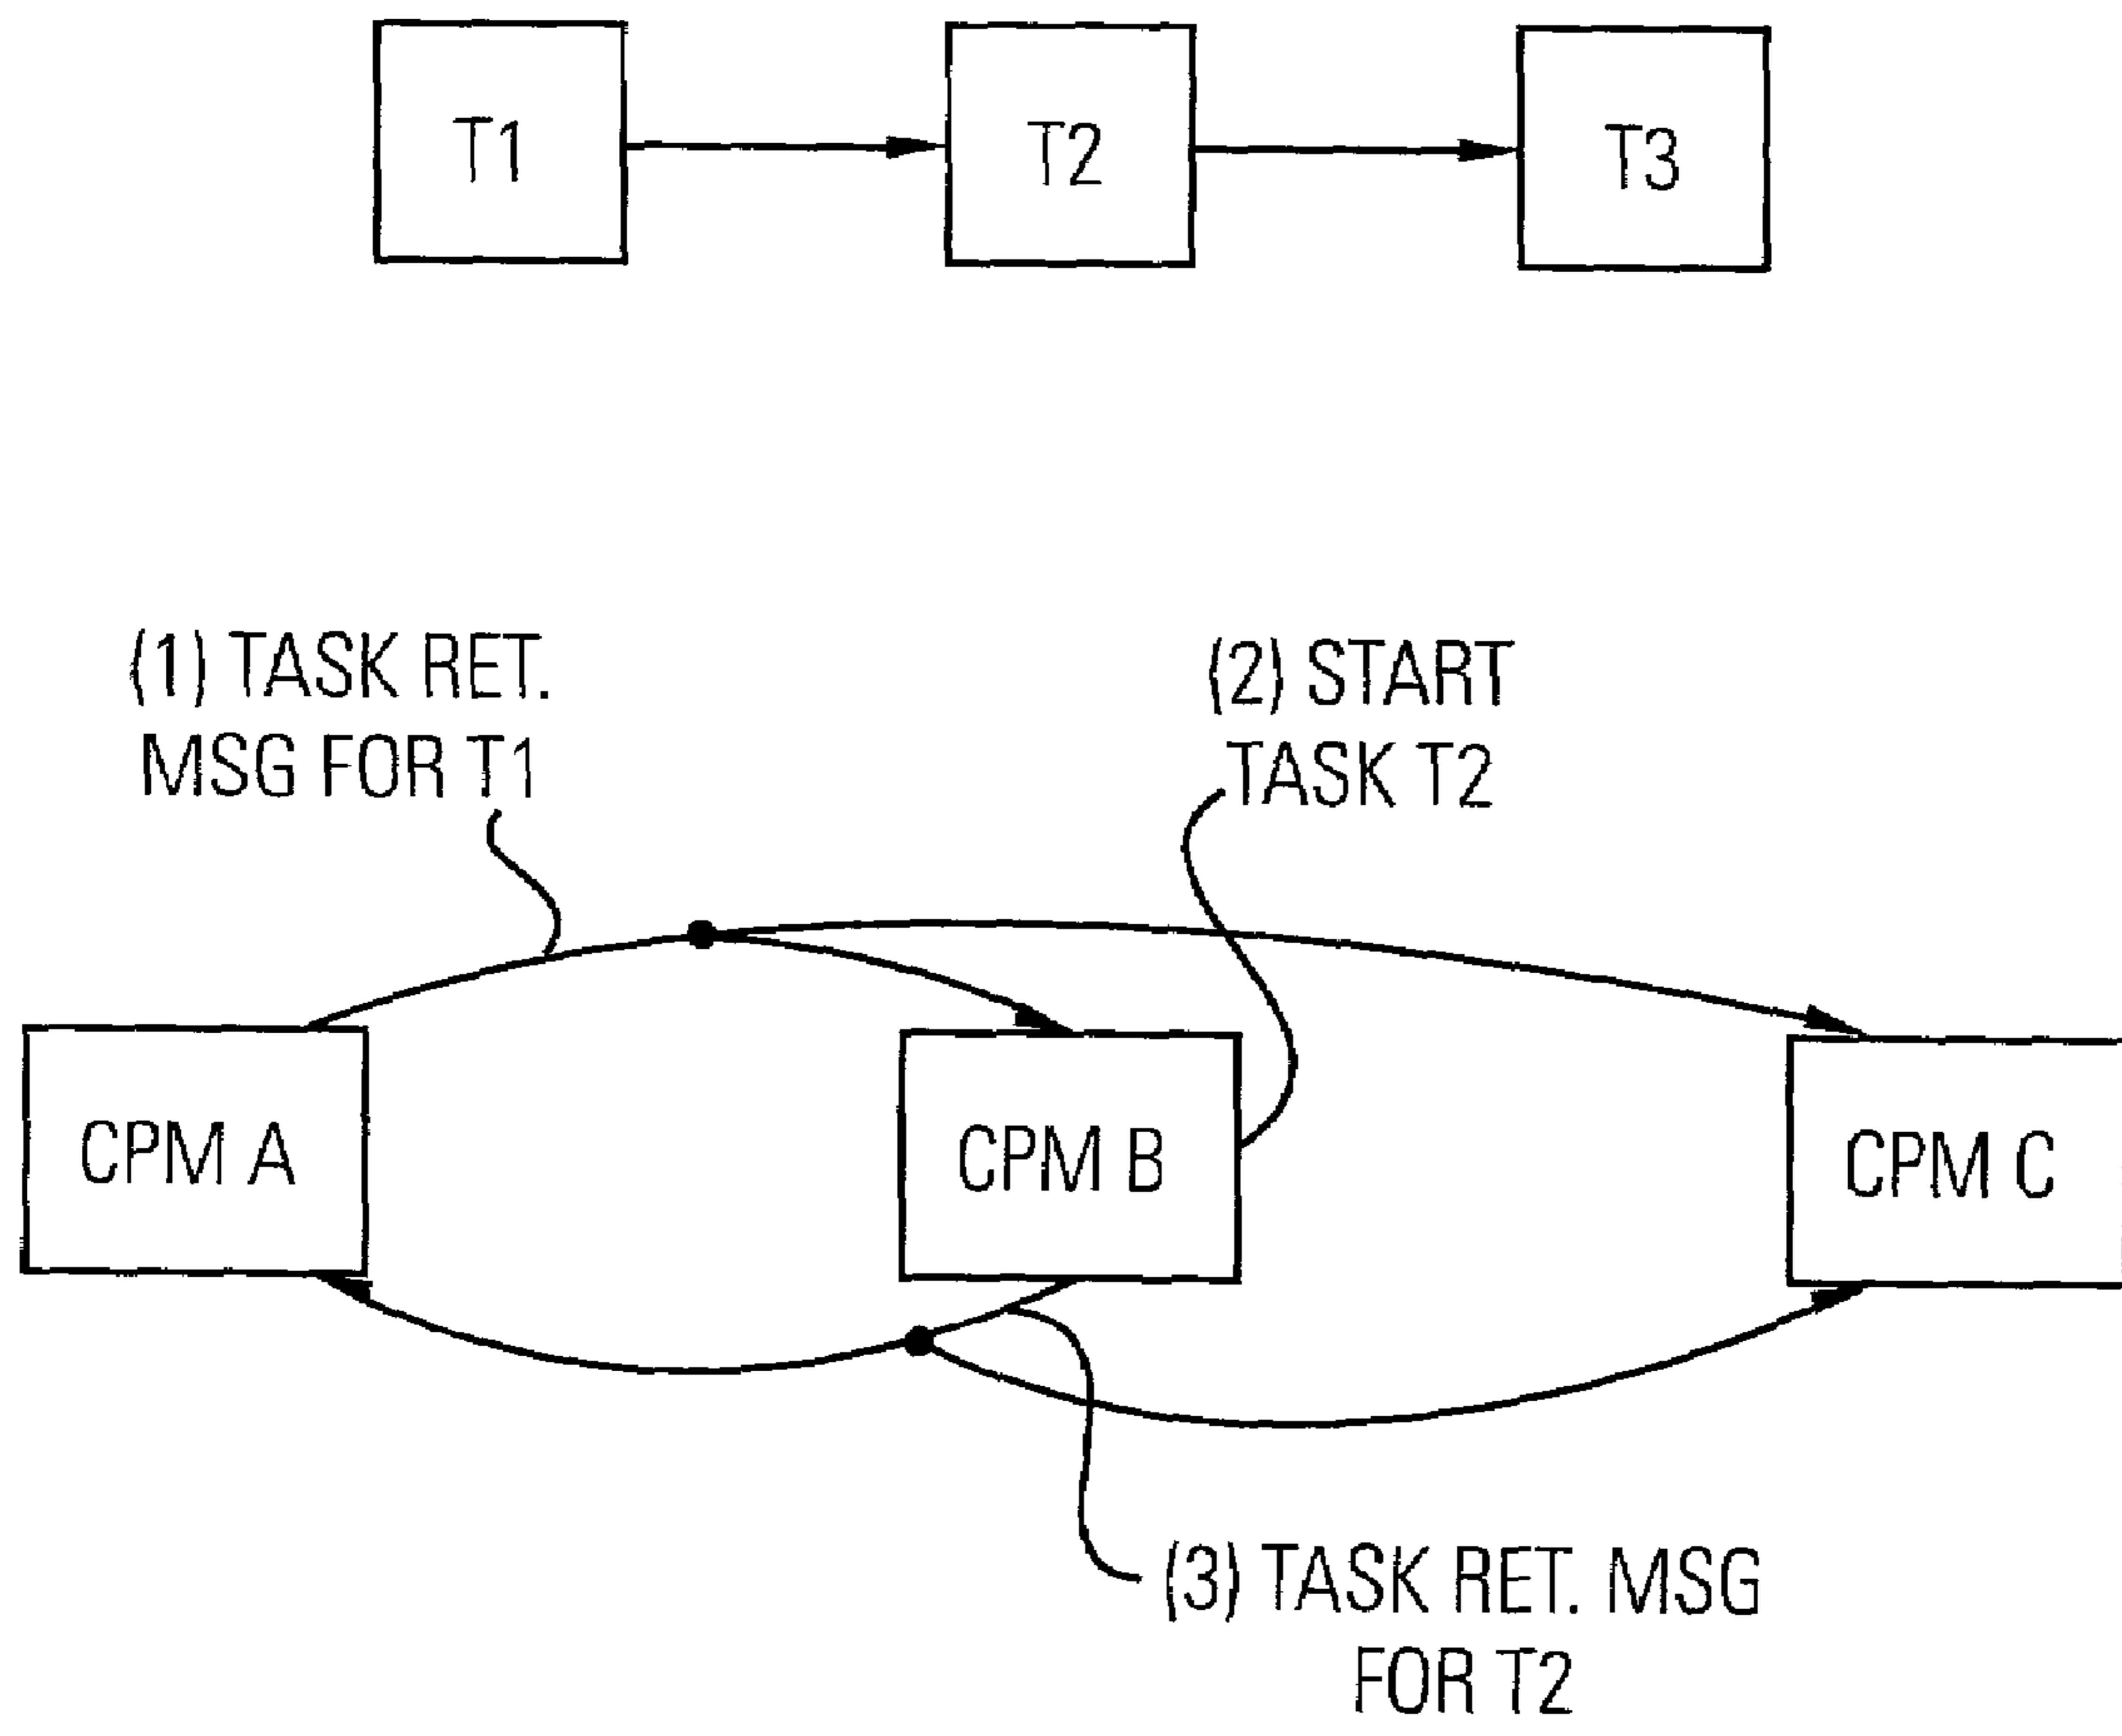 T1
T2
T3
(1) TASK RET.
MSG FOR T1
(2) START
TASK T2
CPM A
CPM B
CPM C
(3) TASK RET. MSG
FOR T2